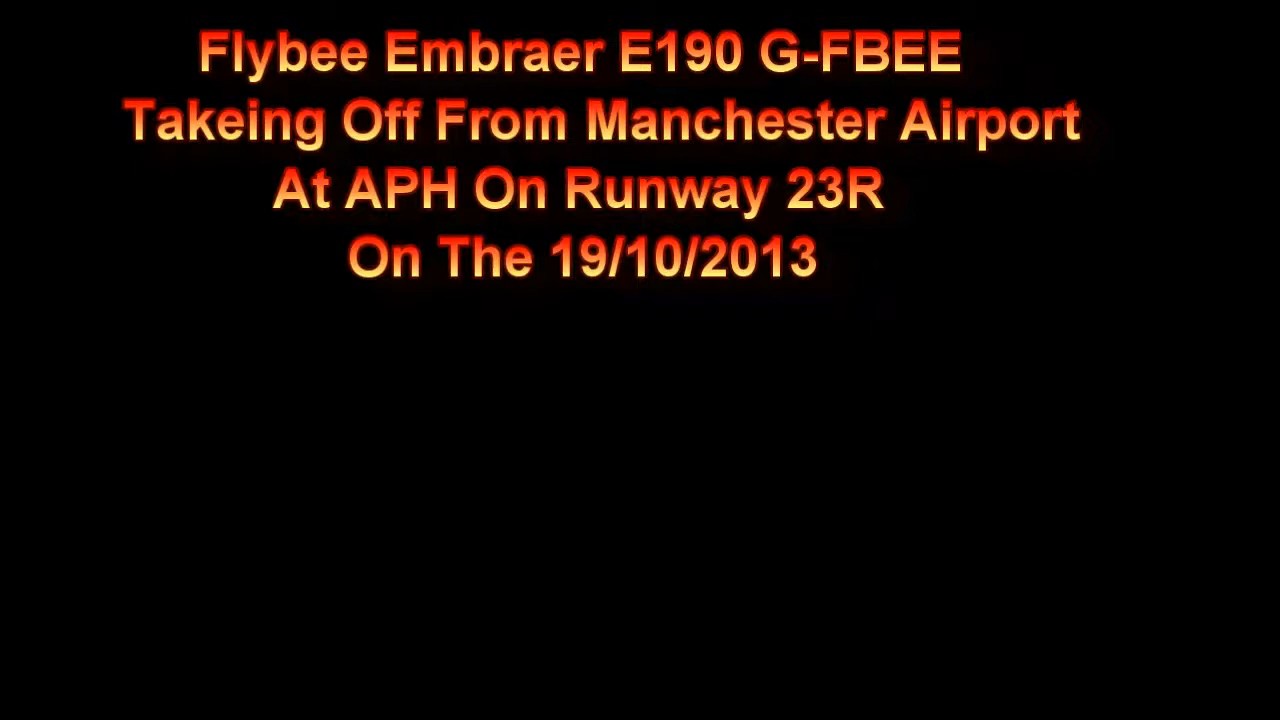 Flybee Embraer E190 G-FBEE
Takeing Off From Manchester Airport
At APH On Runway 23R
On The 19/10/2013